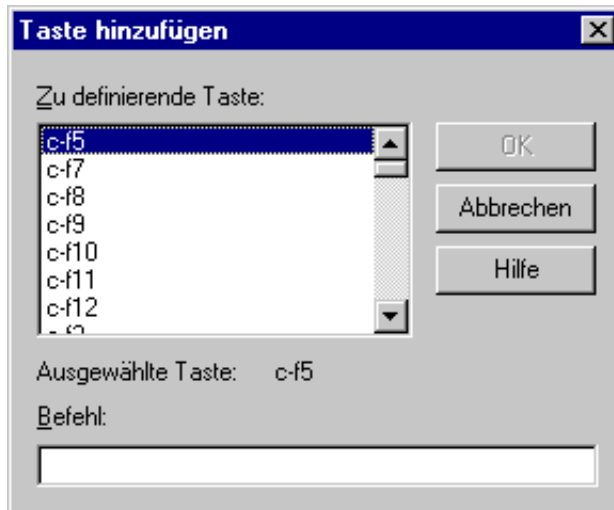 Taste hinzufügen
Zu definierende Taste:
c-f5
c-f7
c-f8
c-f9
c-f10
c-f11
c-f12
OK
Abbrechen
Hilfe
Ausgewählte Taste: c-f5
Befehl: